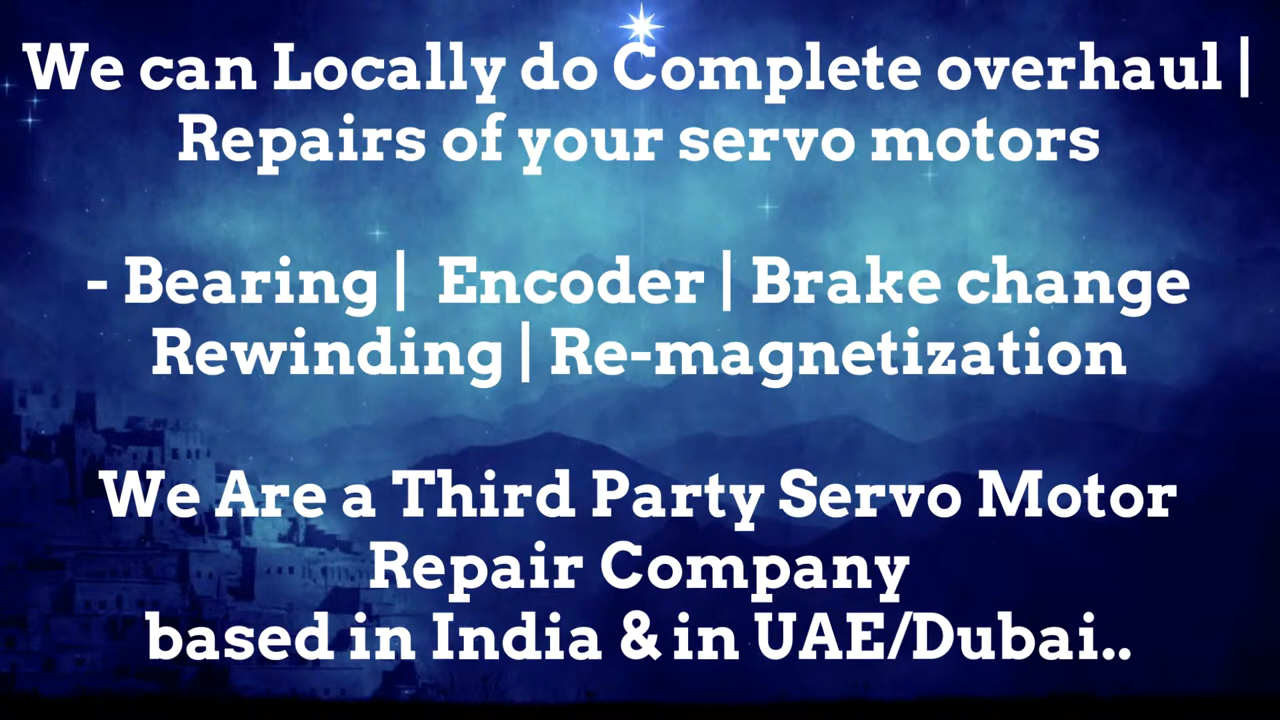 We can Locally do Complete overhaul |
Repairs of your servo motors
- Bearing | Encoder | Brake change
Rewinding | Re-magnetization
We Are a Third Party Servo Motor
Repair Company
based in India & in UAE/Dubai..